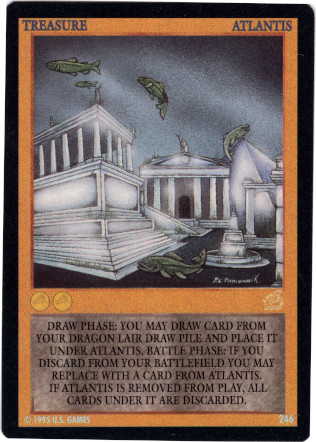 TREASURE ATLANTIS
DRAW PHASE: YOU MAY DRAW CARD FROM
YOUR DRAGON LAIR DRAW PILE AND PLACE IT
UNDER ATLANTIS. BATTLE PHASE: IF YOU
DISCARD FROM YOUR BATTLEFIELD YOU MAY
REPLACE WITH A CARD FROM ATLANTIS.
IF ATLANTIS IS REMOVED FROM PLAY, ALL
CARDS UNDER IT ARE DISCARDED.
© 1995 U.S. GAMES 246